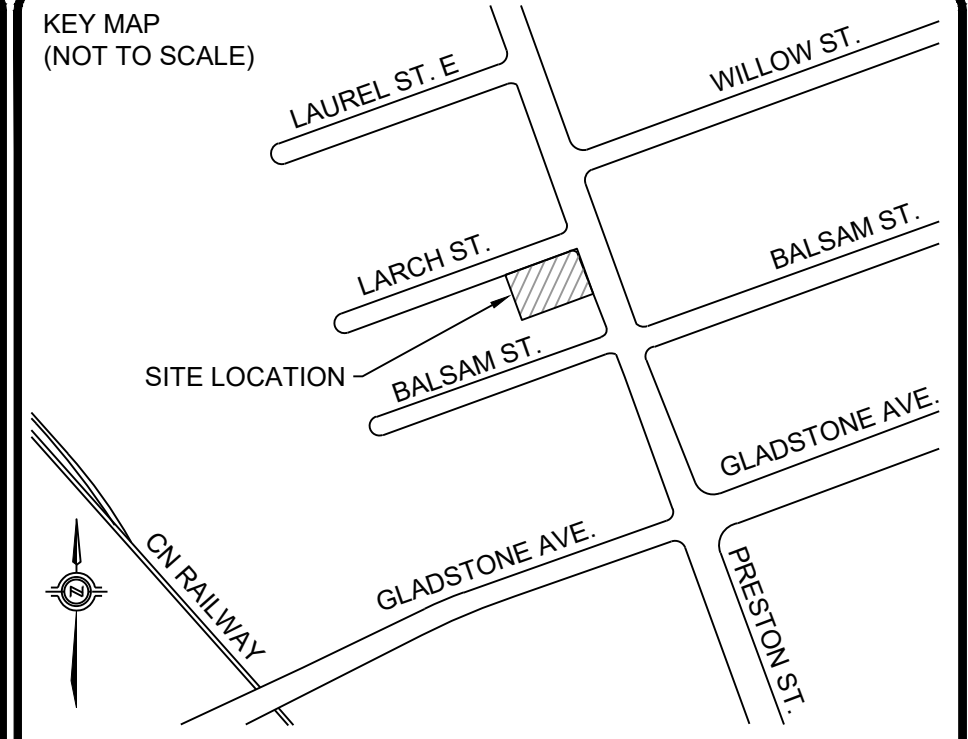 KEY MAP
(NOT TO SCALE)
LAUREL ST. E
WILLOW ST.
LARCH ST.
BALSAM ST.
SITE LOCATION
BALSAM ST.
GLADSTONE AVE.
CN RAILWAY
GLADSTONE AVE.
PRESTON ST.
N